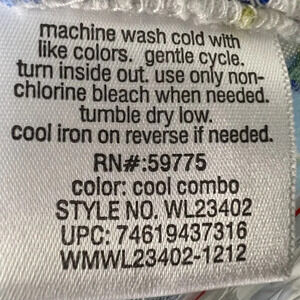 machine wash cold with
like colors. gentle cycle.
turn inside out. use only non-
chlorine bleach when needed.
tumble dry low.
cool iron on reverse if needed.
RN#:59775
color: cool combo
STYLE NO. WL23402
UPC: 74619437316
WMWL23402-1212